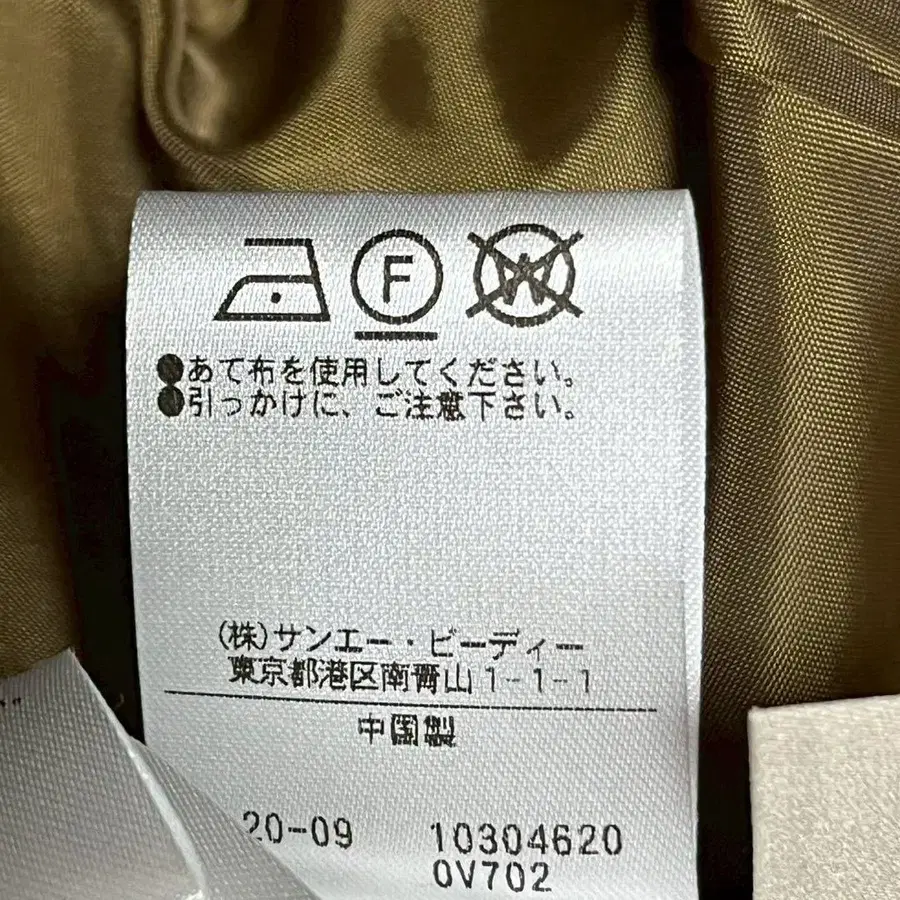 F
W
●あて布を使用してください。
●引っかけに、ご注意下さい。
(株)サンエー・ビーディー
東京都港区南青山1-1-1
中国製
20-09 10304620
0V702